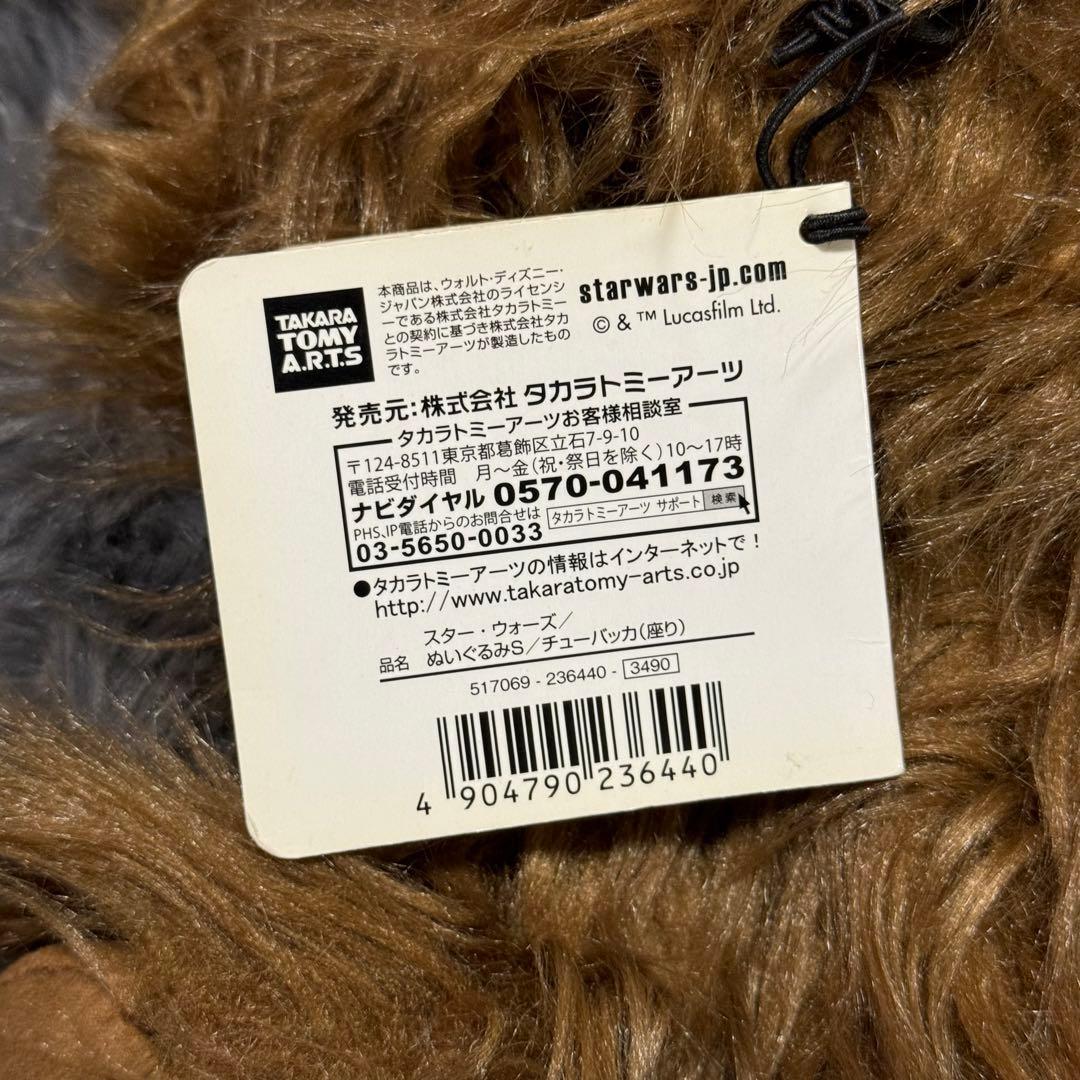 TAKARA
TOMY
A.R.T.S
本商品は、ウォルト・ディズニー・
ジャパン株式会社のライセンシ
ーである株式会社タカラトミー
との契約に基づき株式会社タカ
ラトミーアーツが製造したもの
です。
starwars-jp.com
© & ™ Lucasfilm Ltd.
発売元:株式会社 タカラトミーアーツ
タカラトミーアーツお客様相談室
〒124-8511東京都葛飾区立石7-9-10
電話受付時間 月〜金(祝・祭日を除く)10〜17時
ナビダイヤル 0570-041173
PHS、IP電話からのお問合せは
03-5650-0033
タカラトミーアーツ サポート 検索
●タカラトミーアーツの情報はインターネットで!
http://www.takaratomy-arts.co.jp
品名 スター・ウォーズ/
ぬいぐるみS/チューバッカ(座り)
517069 - 236440 - 3490
4 904790 236440